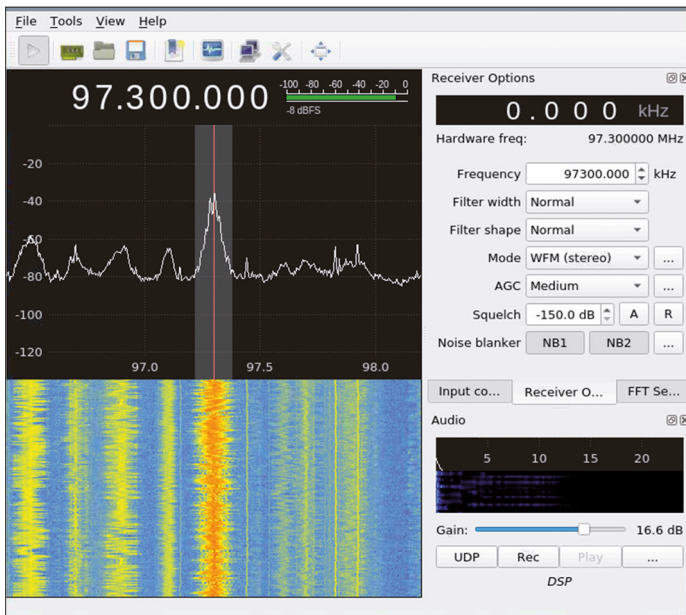 File Tools View Help
97.300.000
-100 -80 -60 -40 -20 0
-8 dBFS
-20
-40
-60
-80
-100
-120
97.0 97.5 98.0
Receiver Options
0.000 kHz
Hardware freq: 97.300000 MHz
Frequency 97300.000 kHz
Filter width Normal
Filter shape Normal
Mode WFM (stereo) ...
AGC Medium ...
Squelch -150.0 dB A R
Noise blanker NB1 NB2 ...
Input co... Receiver O... FFT Se...
Audio
5 10 15 20
Gain: 16.6 dB
UDP Rec Play ...
DSP